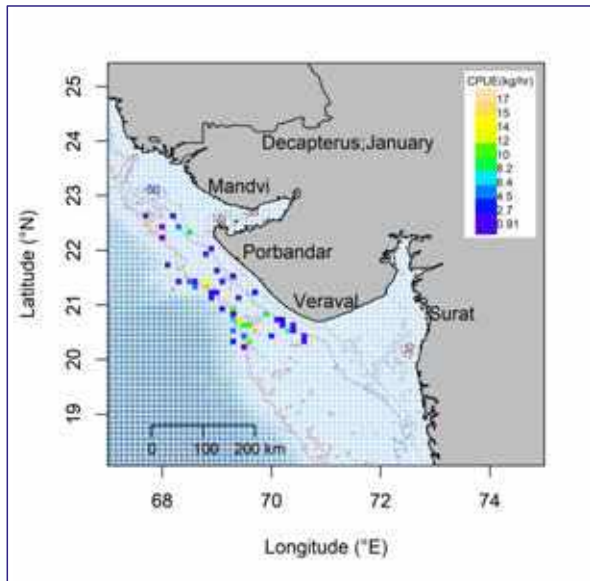 CPUE(kg/hr)
17
15
14
12
10
8.2
6.4
4.5
2.7
0.91
Decapterus;January
Mandvi
Porbandar
Veraval
Surat
-50
0 100 200 km
25
24
23
22
21
20
19
Latitude (°N)
68 70 72 74
Longitude (°E)